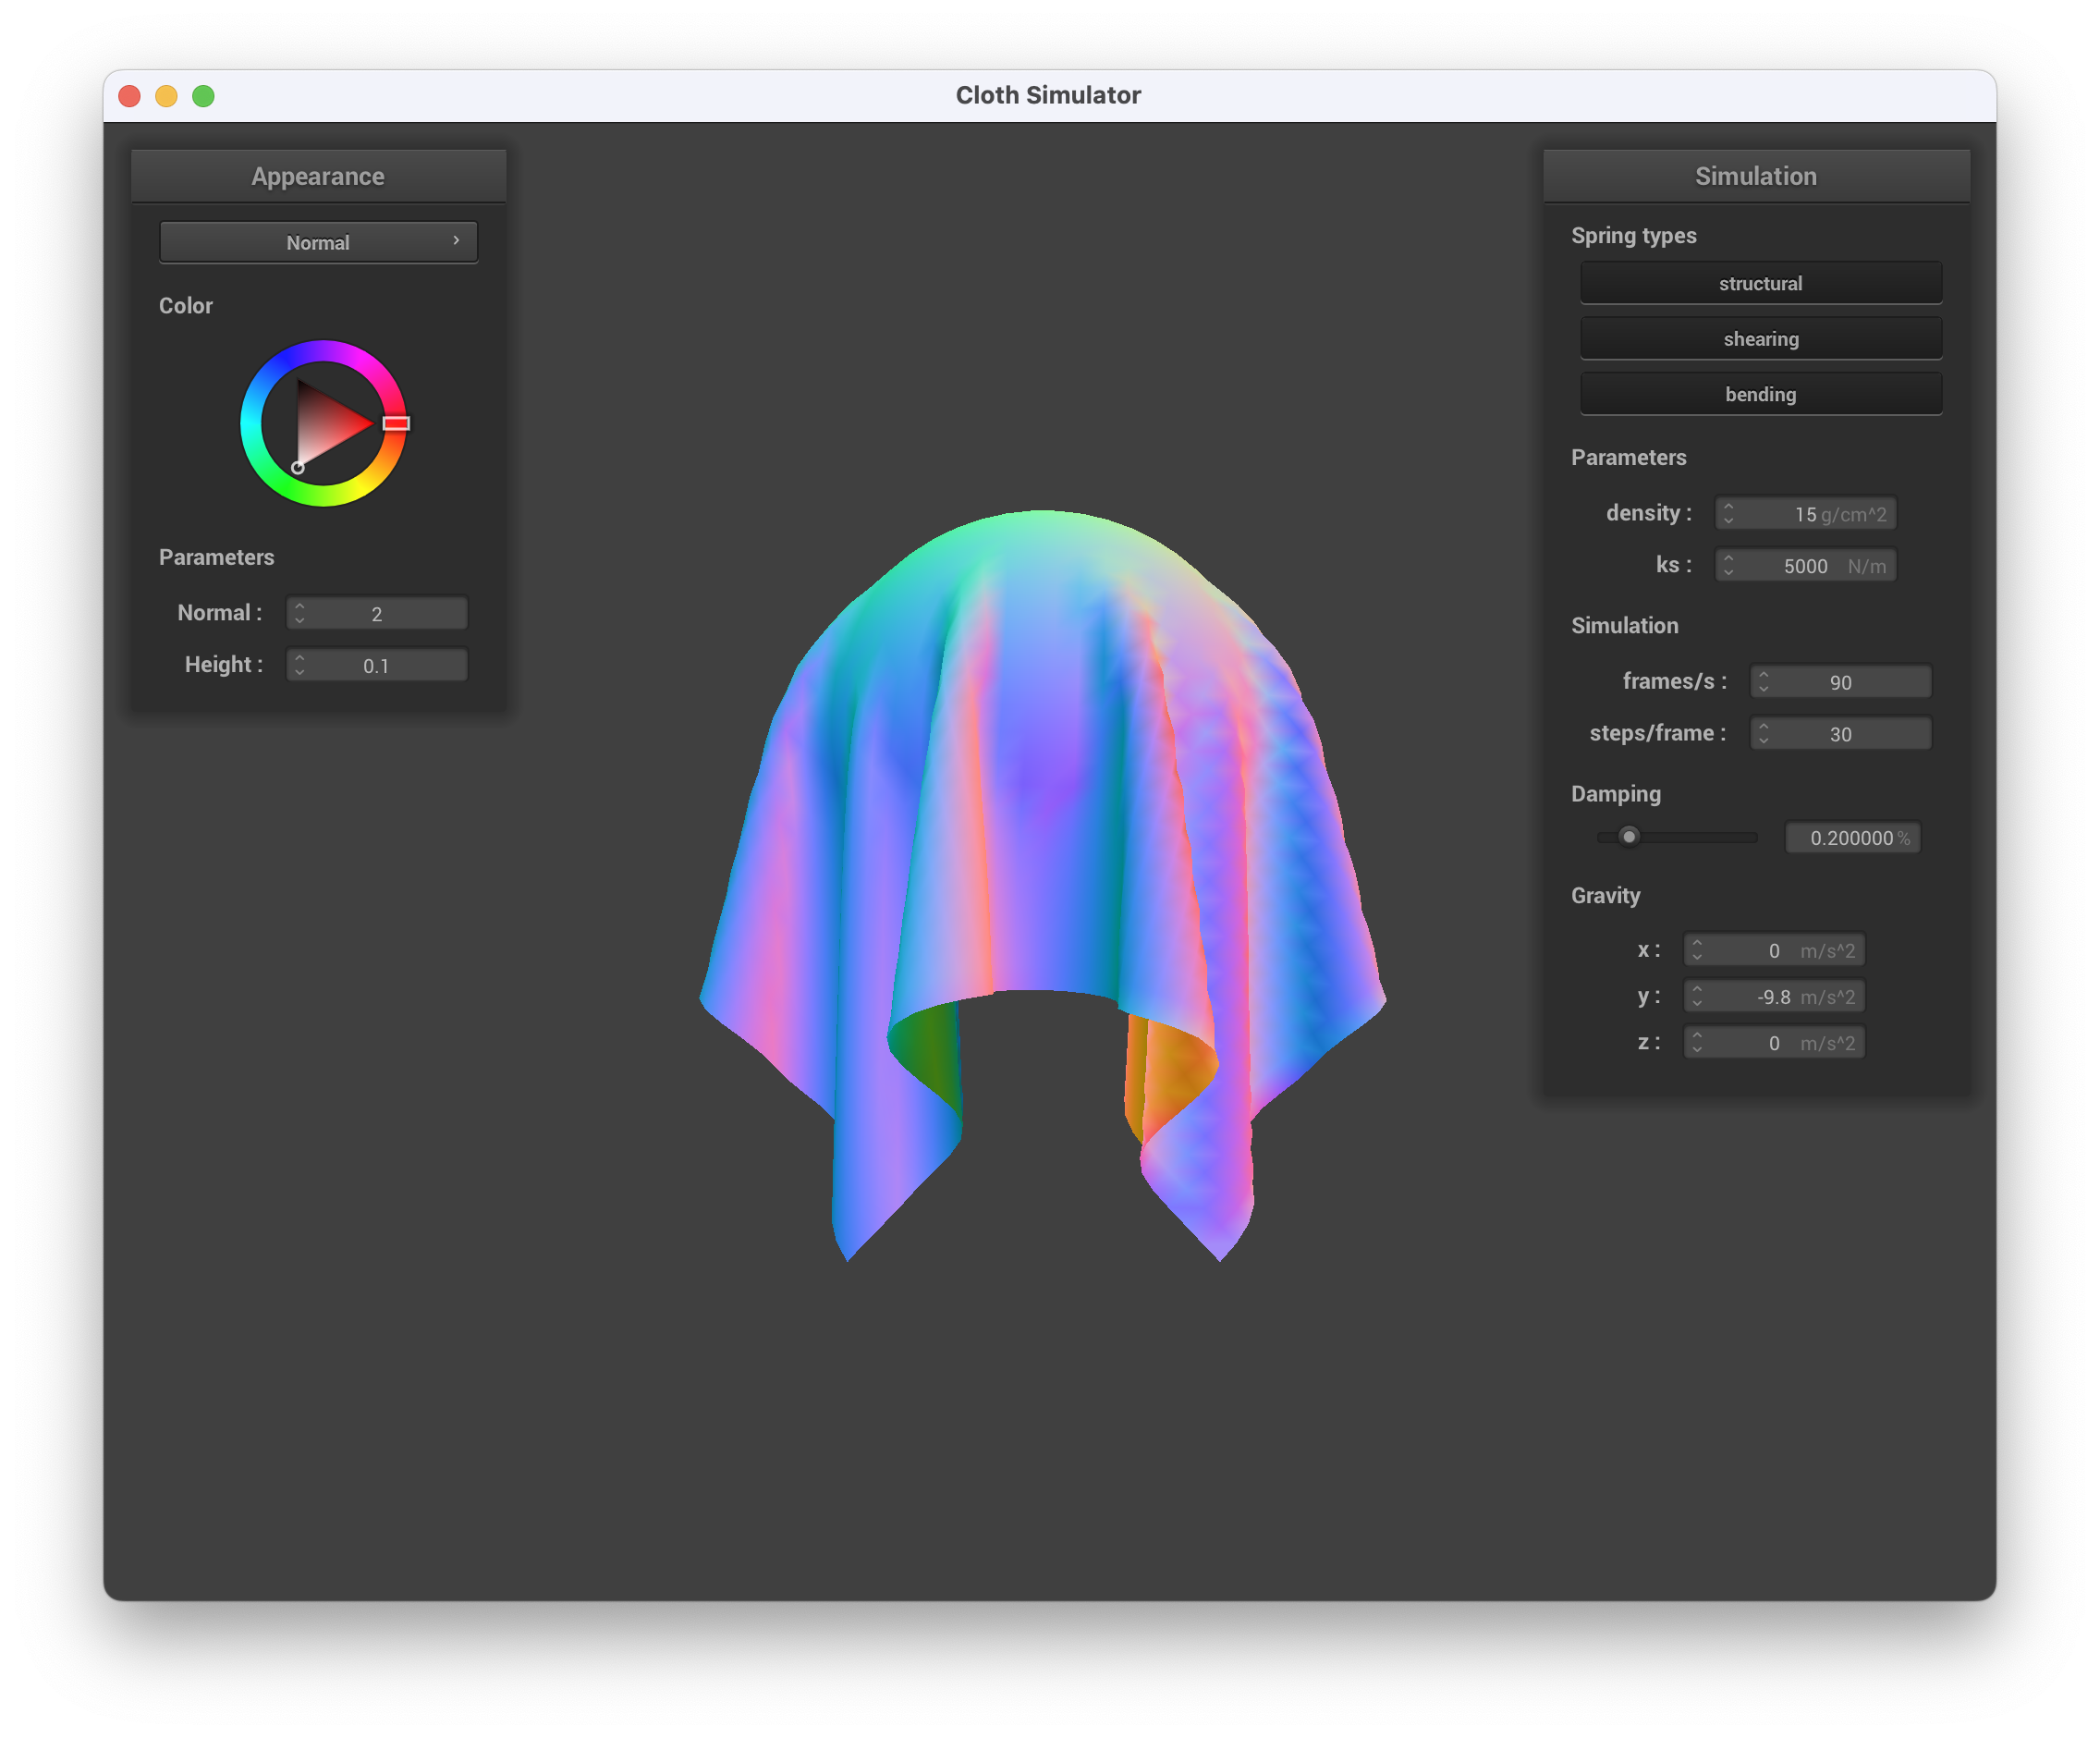 Cloth Simulator
Appearance
Normal
Color
Parameters
Normal : 2
Height : 0.1
Simulation
Spring types
structural
shearing
bending
Parameters
density : 15 g/cm^2
ks : 5000 N/m
Simulation
frames/s : 90
steps/frame : 30
Damping
0.200000 %
Gravity
x : 0 m/s^2
y : -9.8 m/s^2
z : 0 m/s^2